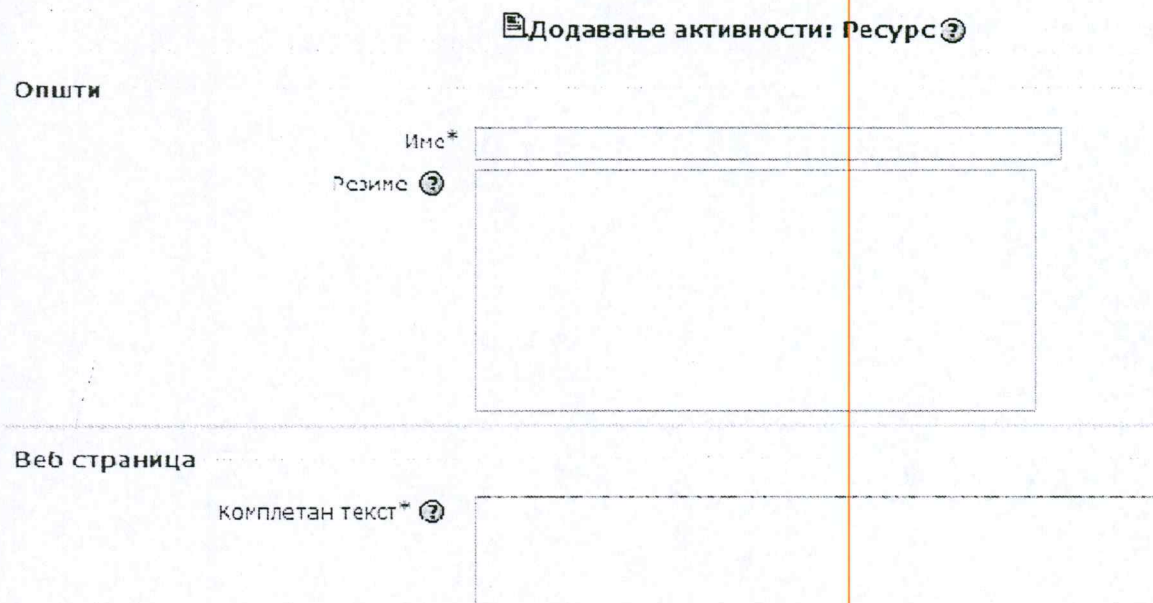 Додавање активности: Ресурс
Општи
Име*
Резиме
Веб страница
Комплетан текст*